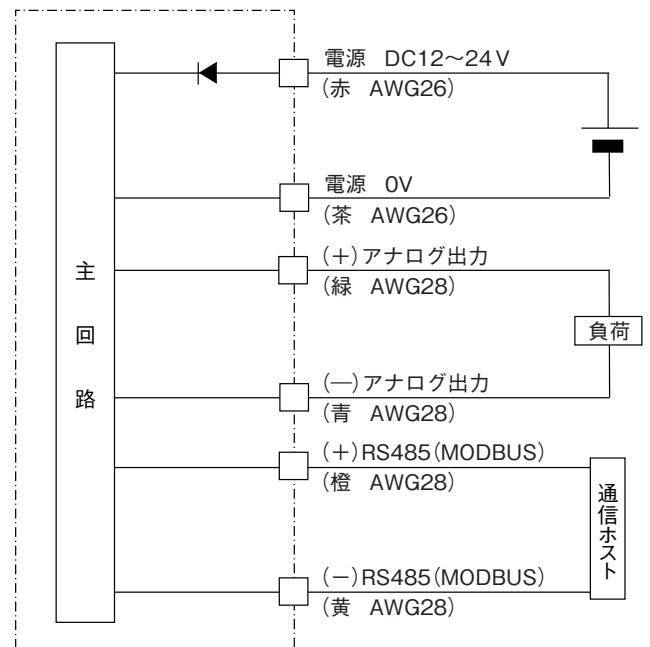 電源 DC12〜24V
(赤 AWG26)
電源 0V
(茶 AWG26)
(+)アナログ出力
(緑 AWG28)
主回路
負荷
(—)アナログ出力
(青 AWG28)
(+)RS485(MODBUS)
(橙 AWG28)
通信ホスト
(−)RS485(MODBUS)
(黄 AWG28)